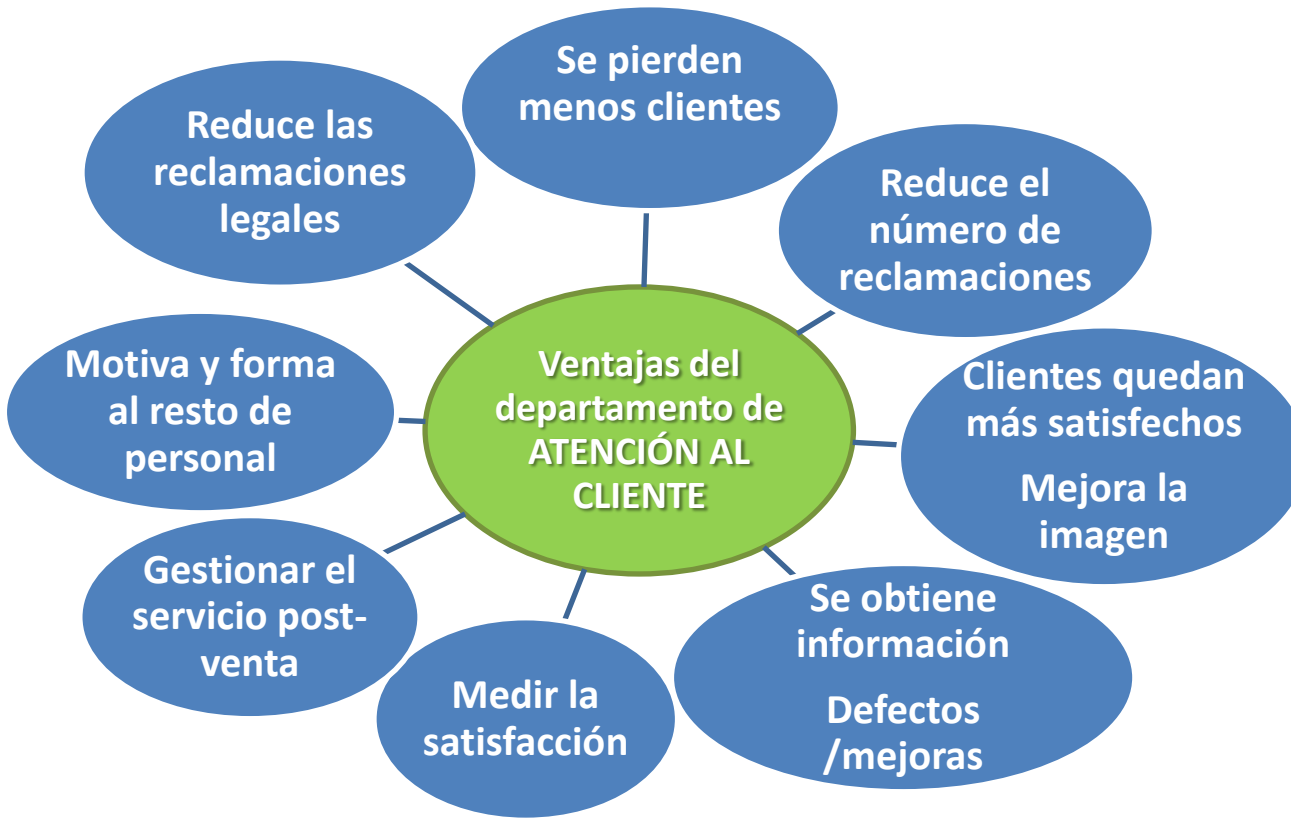 Se pierden
menos clientes
Reduce las
reclamaciones
legales
Reduce el
número de
reclamaciones
Motiva y forma
al resto de
personal
Ventajas del
departamento de
ATENCIÓN AL
CLIENTE
Clientes quedan
más satisfechos
Mejora la
imagen
Gestionar el
servicio post-
venta
Medir la
satisfacción
Se obtiene
información
Defectos
/mejoras